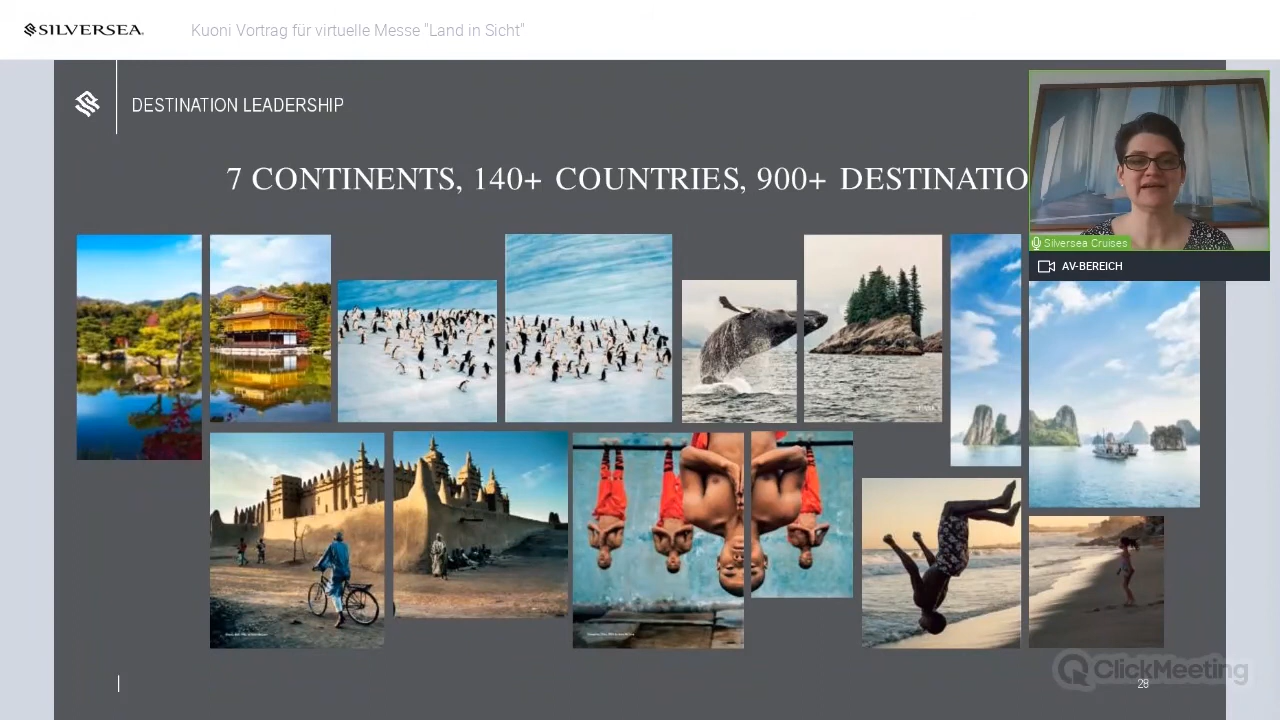 SILVERSEA
Kuoni Vortrag für virtuelle Messe "Land in Sicht"
DESTINATION LEADERSHIP
7 CONTINENTS, 140+ COUNTRIES, 900+ DESTINATIO
Silversea Cruises
AV-BEREICH
ClickMeeting
28